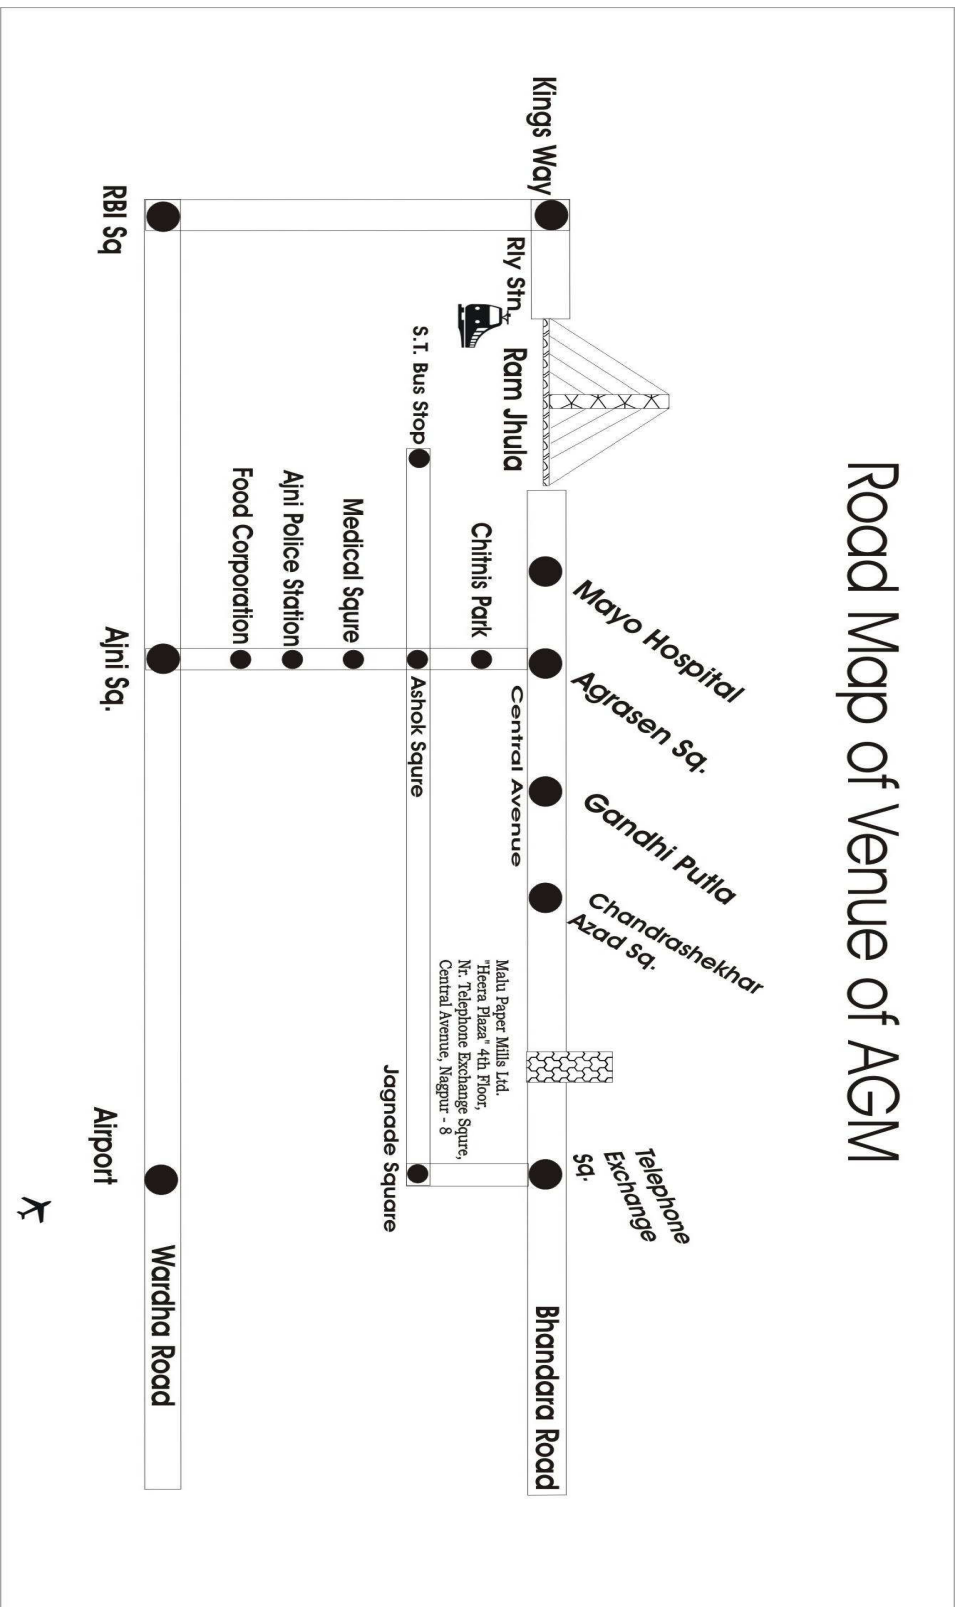 Road Map of Venue of AGM
Mayo Hospital
Agrasen Sq.
Gandhi Putla
Chandrashekhar
Azad Sq.
Telephone
Exchange
Sq.
Kings Way
Bhandara Road
Rly Stn.
Ram Jhula
Central Avenue
Chitnis Park
Malu Paper Mills Ltd.
"Heera Plaza" 4th Floor,
Nr. Telephone Exchange Squre,
Central Avenue, Nagpur - 8
S.T. Bus Stop
Ashok Squre
Jagnade Square
Medical Squre
Ajni Police Station
Food Corporation
Wardha Road
RBI Sq
Ajni Sq.
Airport